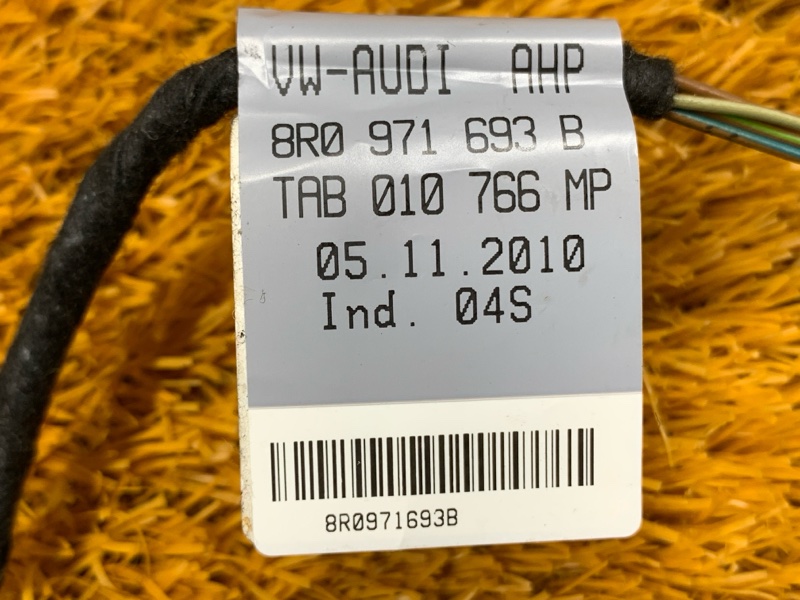 VW-AUDI AHP
8R0 971 693 B
TAB 010 766 MP
05.11.2010
Ind. 04S
8R0971693B